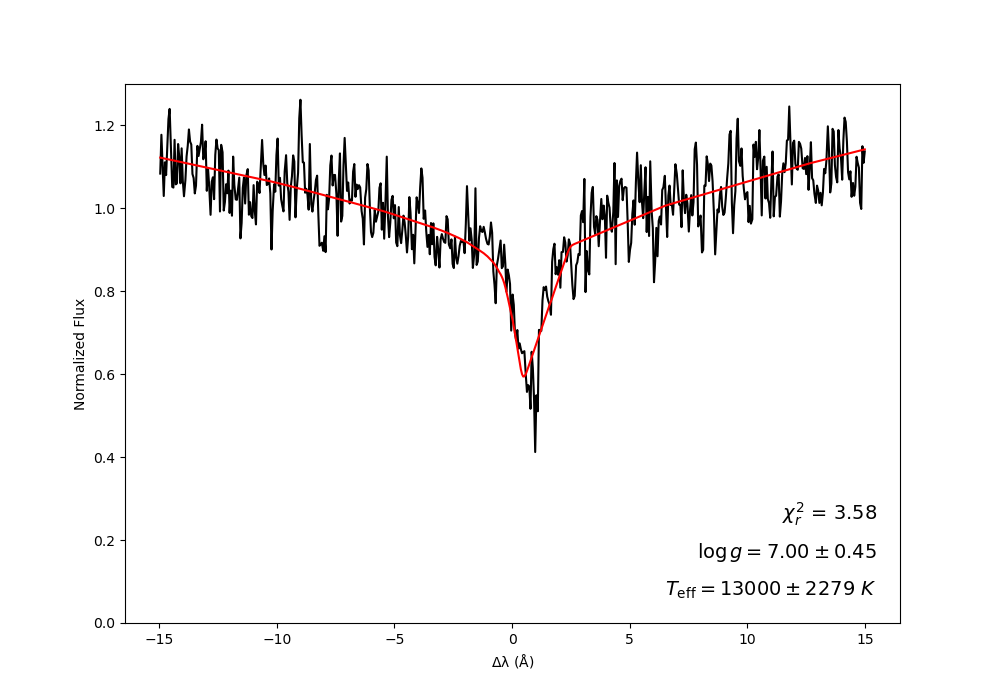 1.2
1.0
0.8
0.6
0.4
0.2
0.0
Normalized Flux
χ²ᵣ = 3.58
log g = 7.00 ± 0.45
T_eff = 13000 ± 2279 K
−15 −10 −5 0 5 10 15
Δλ (Å)